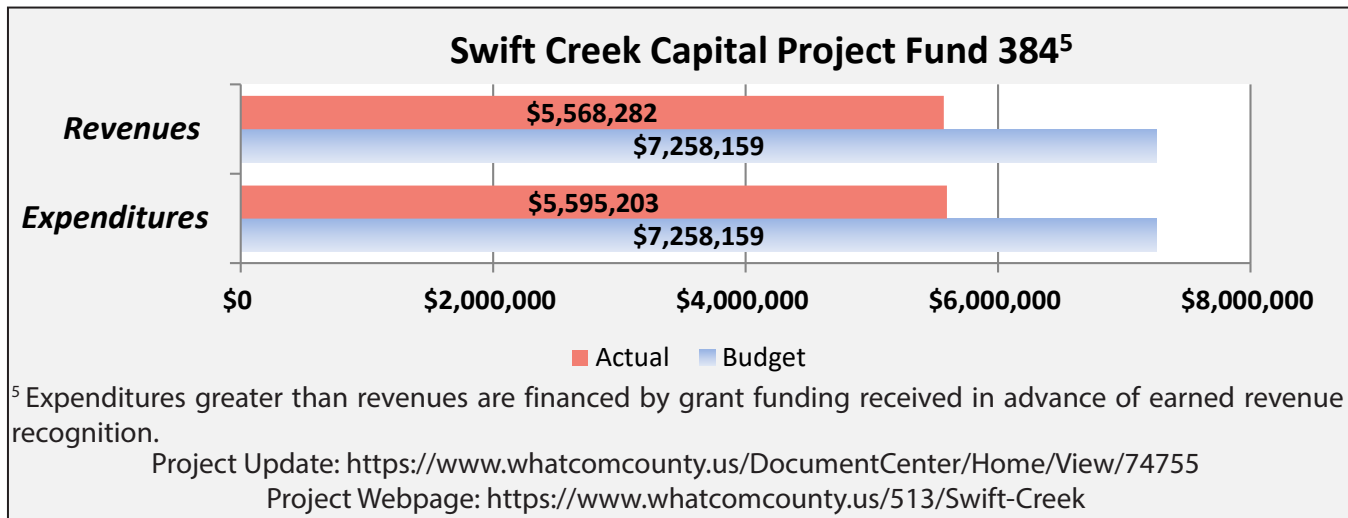 Swift Creek Capital Project Fund 384⁵
Revenues
$5,568,282
$7,258,159
Expenditures
$5,595,203
$7,258,159
$0 $2,000,000 $4,000,000 $6,000,000 $8,000,000
Actual Budget
⁵ Expenditures greater than revenues are financed by grant funding received in advance of earned revenue
recognition.
Project Update: https://www.whatcomcounty.us/DocumentCenter/Home/View/74755
Project Webpage: https://www.whatcomcounty.us/513/Swift-Creek